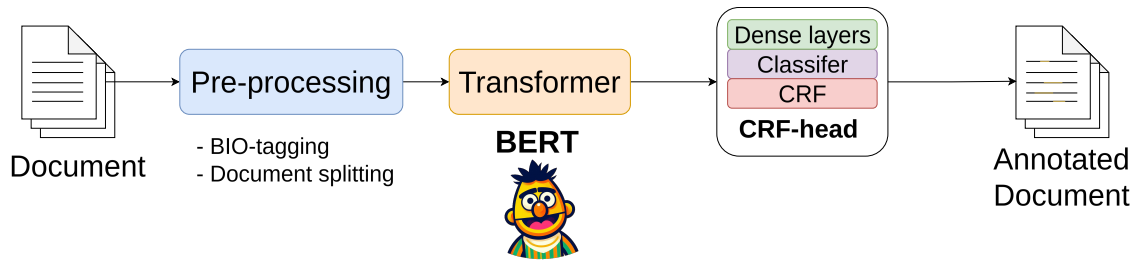 Document
Pre-processing
- BIO-tagging
- Document splitting
Transformer
BERT
Dense layers
Classifer
CRF
CRF-head
Annotated
Document